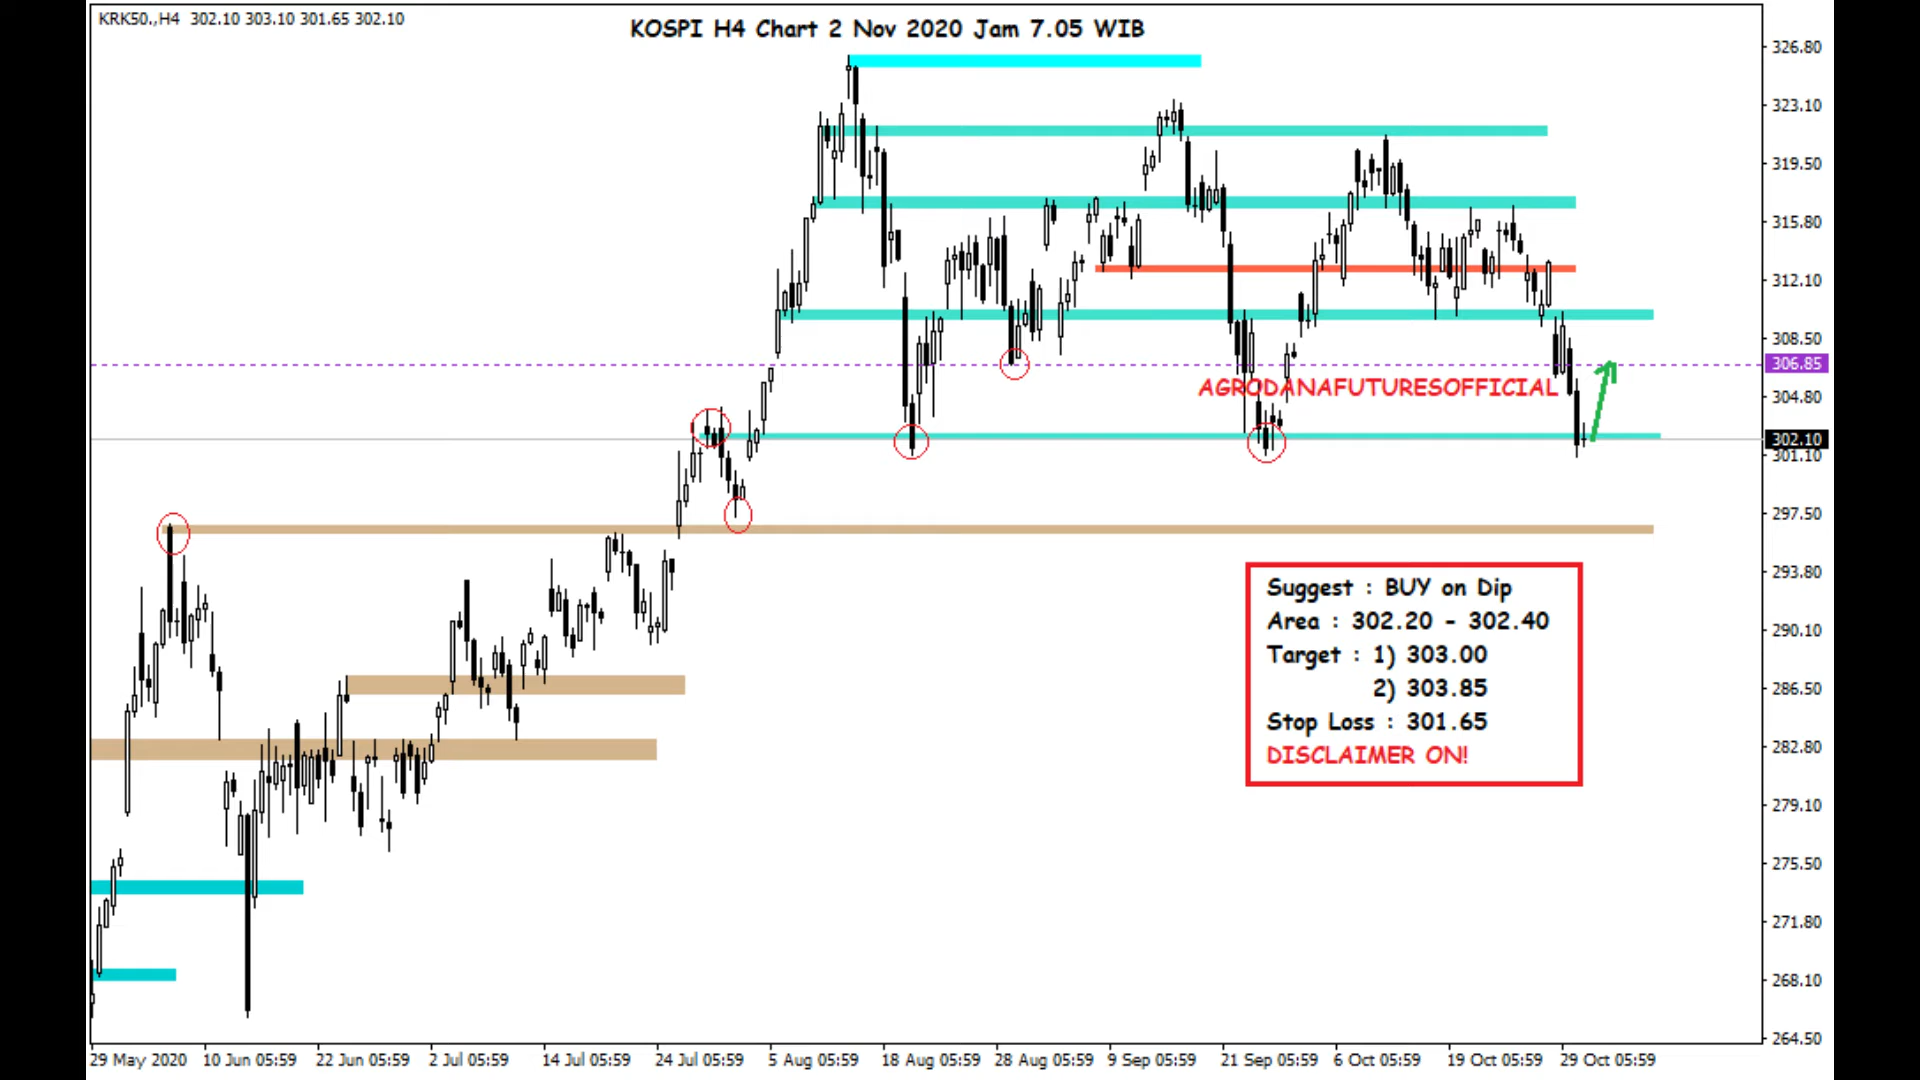 KRK50.,H4 302.10 303.10 301.65 302.10
KOSPI H4 Chart 2 Nov 2020 Jam 7.05 WIB
326.80
323.10
319.50
315.80
312.10
308.50
306.85
304.80
302.10
301.10
297.50
293.80
290.10
286.50
282.80
279.10
275.50
271.80
268.10
264.50
AGRODANAFUTURESOFFICIAL
Suggest : BUY on Dip
Area : 302.20 - 302.40
Target : 1) 303.00
2) 303.85
Stop Loss : 301.65
DISCLAIMER ON!
29 May 2020 10 Jun 05:59 22 Jun 05:59 2 Jul 05:59 14 Jul 05:59 24 Jul 05:59 5 Aug 05:59 18 Aug 05:59 28 Aug 05:59 9 Sep 05:59 21 Sep 05:59 6 Oct 05:59 19 Oct 05:59 29 Oct 05:59